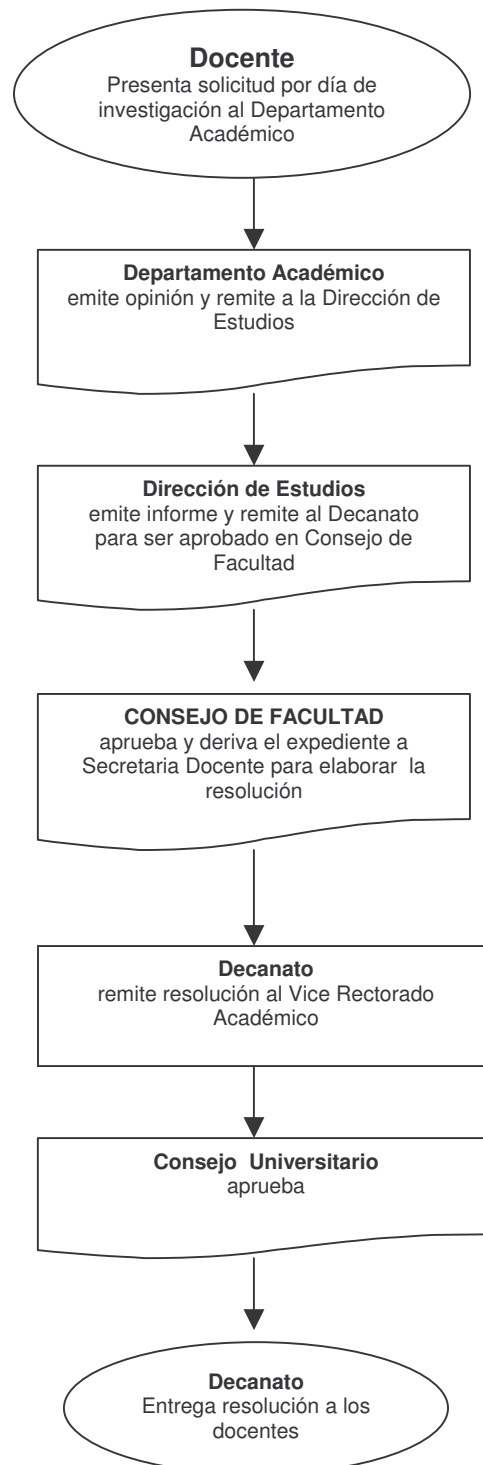 Docente
Presenta solicitud por día de
investigación al Departamento
Académico
Departamento Académico
emite opinión y remite a la Dirección de
Estudios
Dirección de Estudios
emite informe y remite al Decanato
para ser aprobado en Consejo de
Facultad
CONSEJO DE FACULTAD
aprueba y deriva el expediente a
Secretaria Docente para elaborar la
resolución
Decanato
remite resolución al Vice Rectorado
Académico
Consejo Universitario
aprueba
Decanato
Entrega resolución a los
docentes